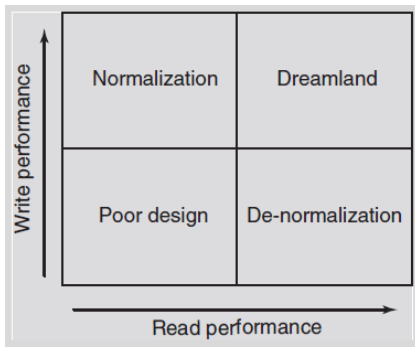 Write performance
Normalization
Dreamland
Poor design
De-normalization
Read performance